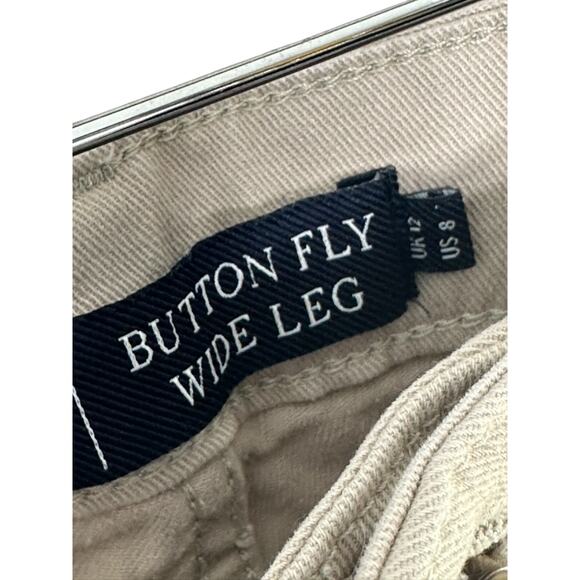 BUTTON FLY
WIDE LEG
UK 12
US 8